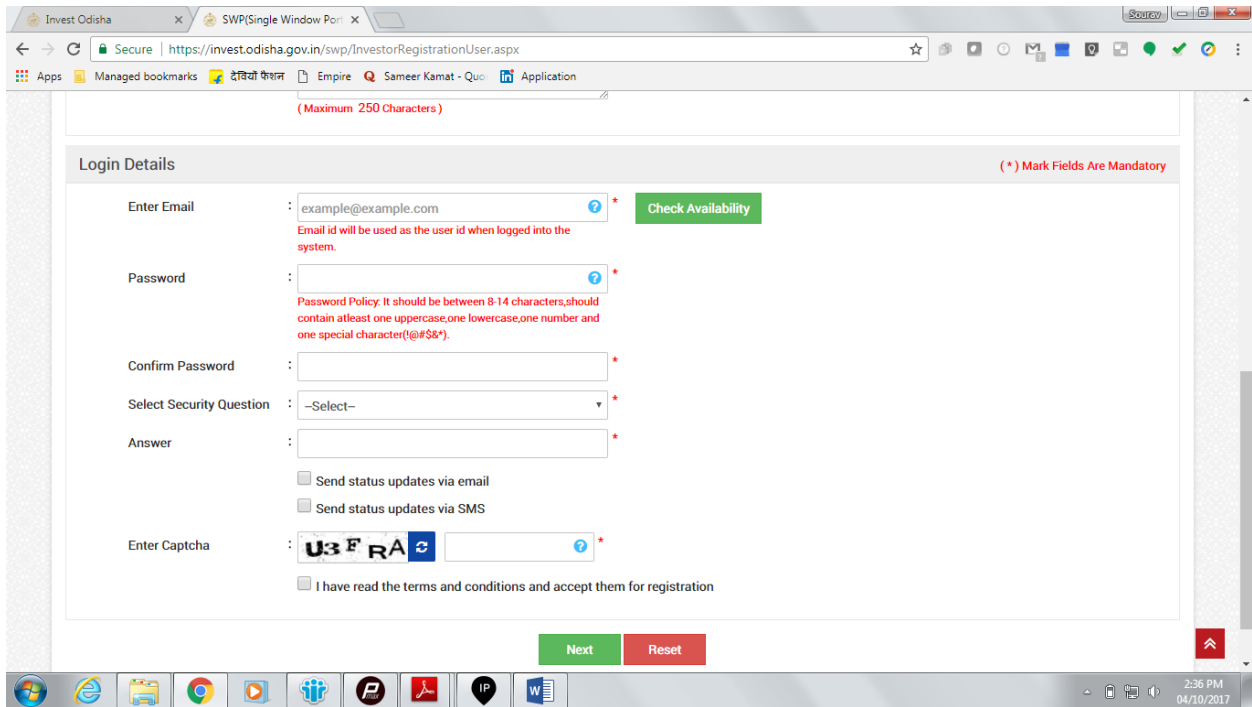 Invest Odisha
SWP(Single Window Port
Sourav
Secure | https://invest.odisha.gov.in/swp/InvestorRegistrationUser.aspx
Apps Managed bookmarks देवियों फैशन Empire Sameer Kamat - Quo Application
( Maximum 250 Characters )
Login Details
( * ) Mark Fields Are Mandatory
Enter Email : example@example.com ? * Check Availability
Email id will be used as the user id when logged into the
system.
Password : ? *
Password Policy: It should be between 8-14 characters,should
contain atleast one uppercase,one lowercase,one number and
one special character(!@#$&*).
Confirm Password : *
Select Security Question : --Select-- *
Answer : *
Send status updates via email
Send status updates via SMS
Enter Captcha : U3FRA ? *
I have read the terms and conditions and accept them for registration
Next Reset
2:36 PM
04/10/2017